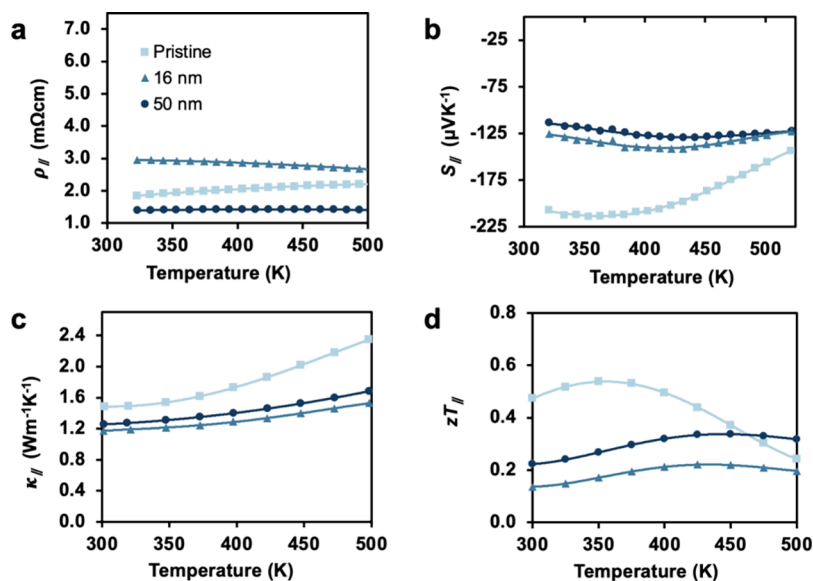 a
7.0
6.0
5.0
4.0
3.0
2.0
1.0
ρ// (mΩcm)
Pristine
16 nm
50 nm
300 350 400 450 500
Temperature (K)
b
-25
-75
-125
-175
-225
S// (μVK⁻¹)
300 350 400 450 500
Temperature (K)
c
2.4
2.0
1.6
1.2
0.8
0.4
0.0
κ// (Wm⁻¹K⁻¹)
300 350 400 450 500
Temperature (K)
d
0.8
0.6
0.4
0.2
0.0
zT//
300 350 400 450 500
Temperature (K)